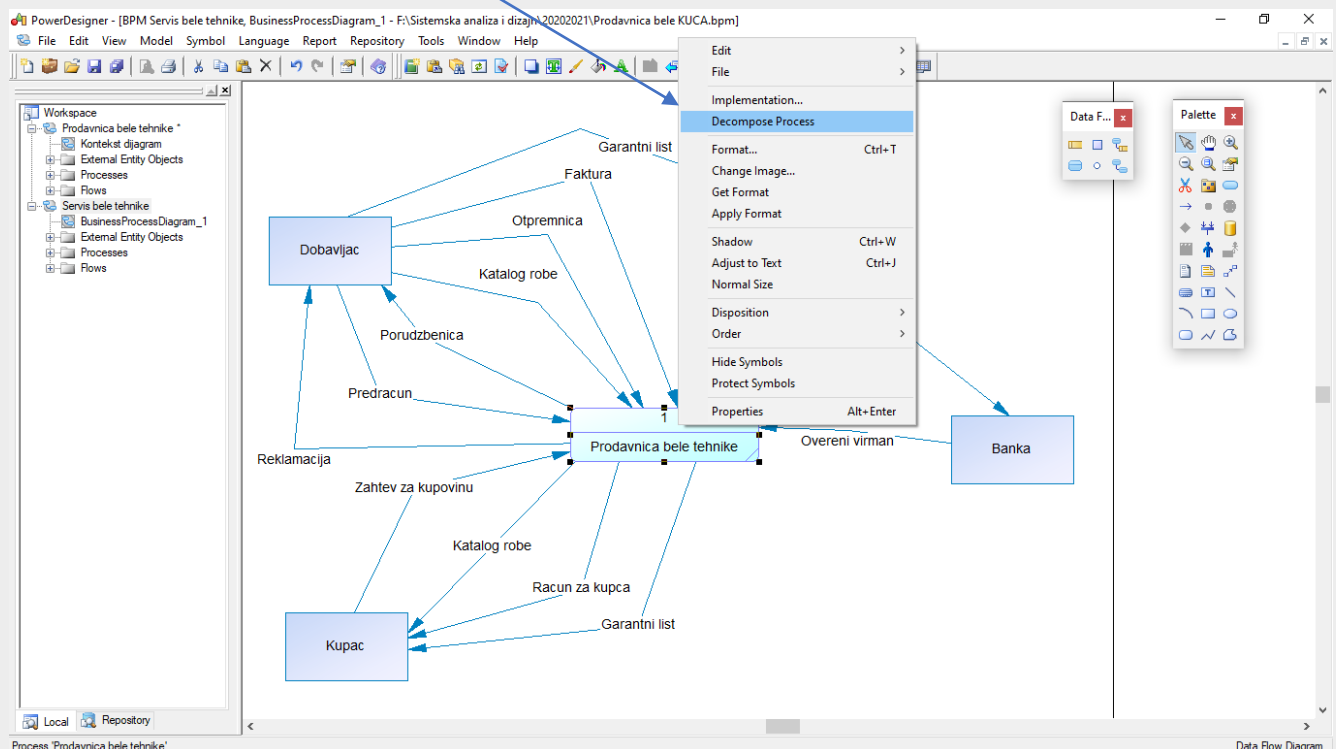 PowerDesigner - [BPM Servis bele tehnike, BusinessProcessDiagram_1 - F:\Sistemska analiza i dizajn\20202021\Prodavnica bele KUCA.bpm]
File Edit View Model Symbol Language Report Repository Tools Window Help
Workspace
Prodavnica bele tehnike *
Kontekst dijagram
External Entity Objects
Processes
Flows
Servis bele tehnike
BusinessProcessDiagram_1
External Entity Objects
Processes
Flows
Local Repository
Edit
File
Implementation...
Decompose Process
Format... Ctrl+T
Change Image...
Get Format
Apply Format
Shadow Ctrl+W
Adjust to Text Ctrl+J
Normal Size
Disposition
Order
Hide Symbols
Protect Symbols
Properties Alt+Enter
Data F...
Palette
Garantni list
Faktura
Otpremnica
Dobavljac
Katalog robe
Porudzbenica
Predracun
1
Prodavnica bele tehnike
Overeni virman
Banka
Reklamacija
Zahtev za kupovinu
Katalog robe
Racun za kupca
Garantni list
Kupac
Process 'Prodavnica bele tehnike'
Data Flow Diagram